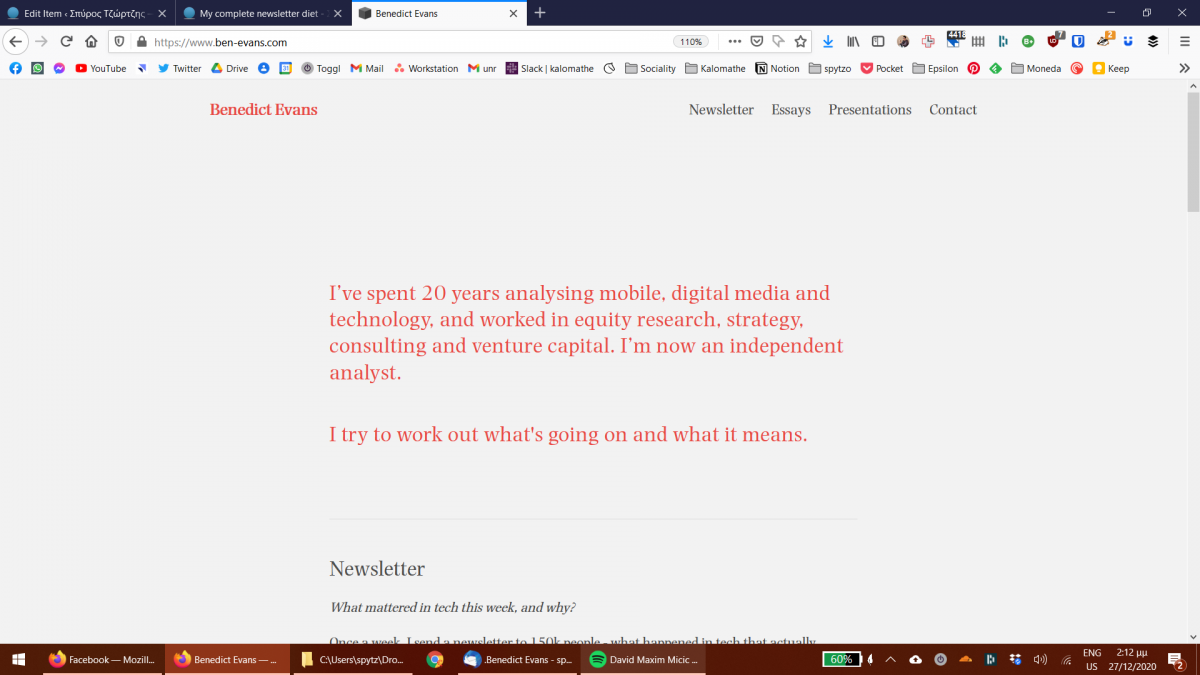 Edit Item ‹ Σπύρος Τζώρτζης –
My complete newsletter diet -
Benedict Evans
https://www.ben-evans.com
110%
4418
7
2
YouTube
Twitter
Drive
31
Toggl
Mail
Workstation
unr
Slack | kalomathe
Sociality
Kalomathe
Notion
spytzo
Pocket
Epsilon
Moneda
Keep
Benedict Evans
Newsletter
Essays
Presentations
Contact
I've spent 20 years analysing mobile, digital media and
technology, and worked in equity research, strategy,
consulting and venture capital. I'm now an independent
analyst.
I try to work out what's going on and what it means.
Newsletter
What mattered in tech this week, and why?
Once a week, I send a newsletter to 150k people - what happened in tech that actually
Facebook — Mozill...
Benedict Evans — ...
C:\Users\spytz\Dro...
.Benedict Evans - sp...
David Maxim Micic ...
60%
ENG
US
2:12 μμ
27/12/2020
2